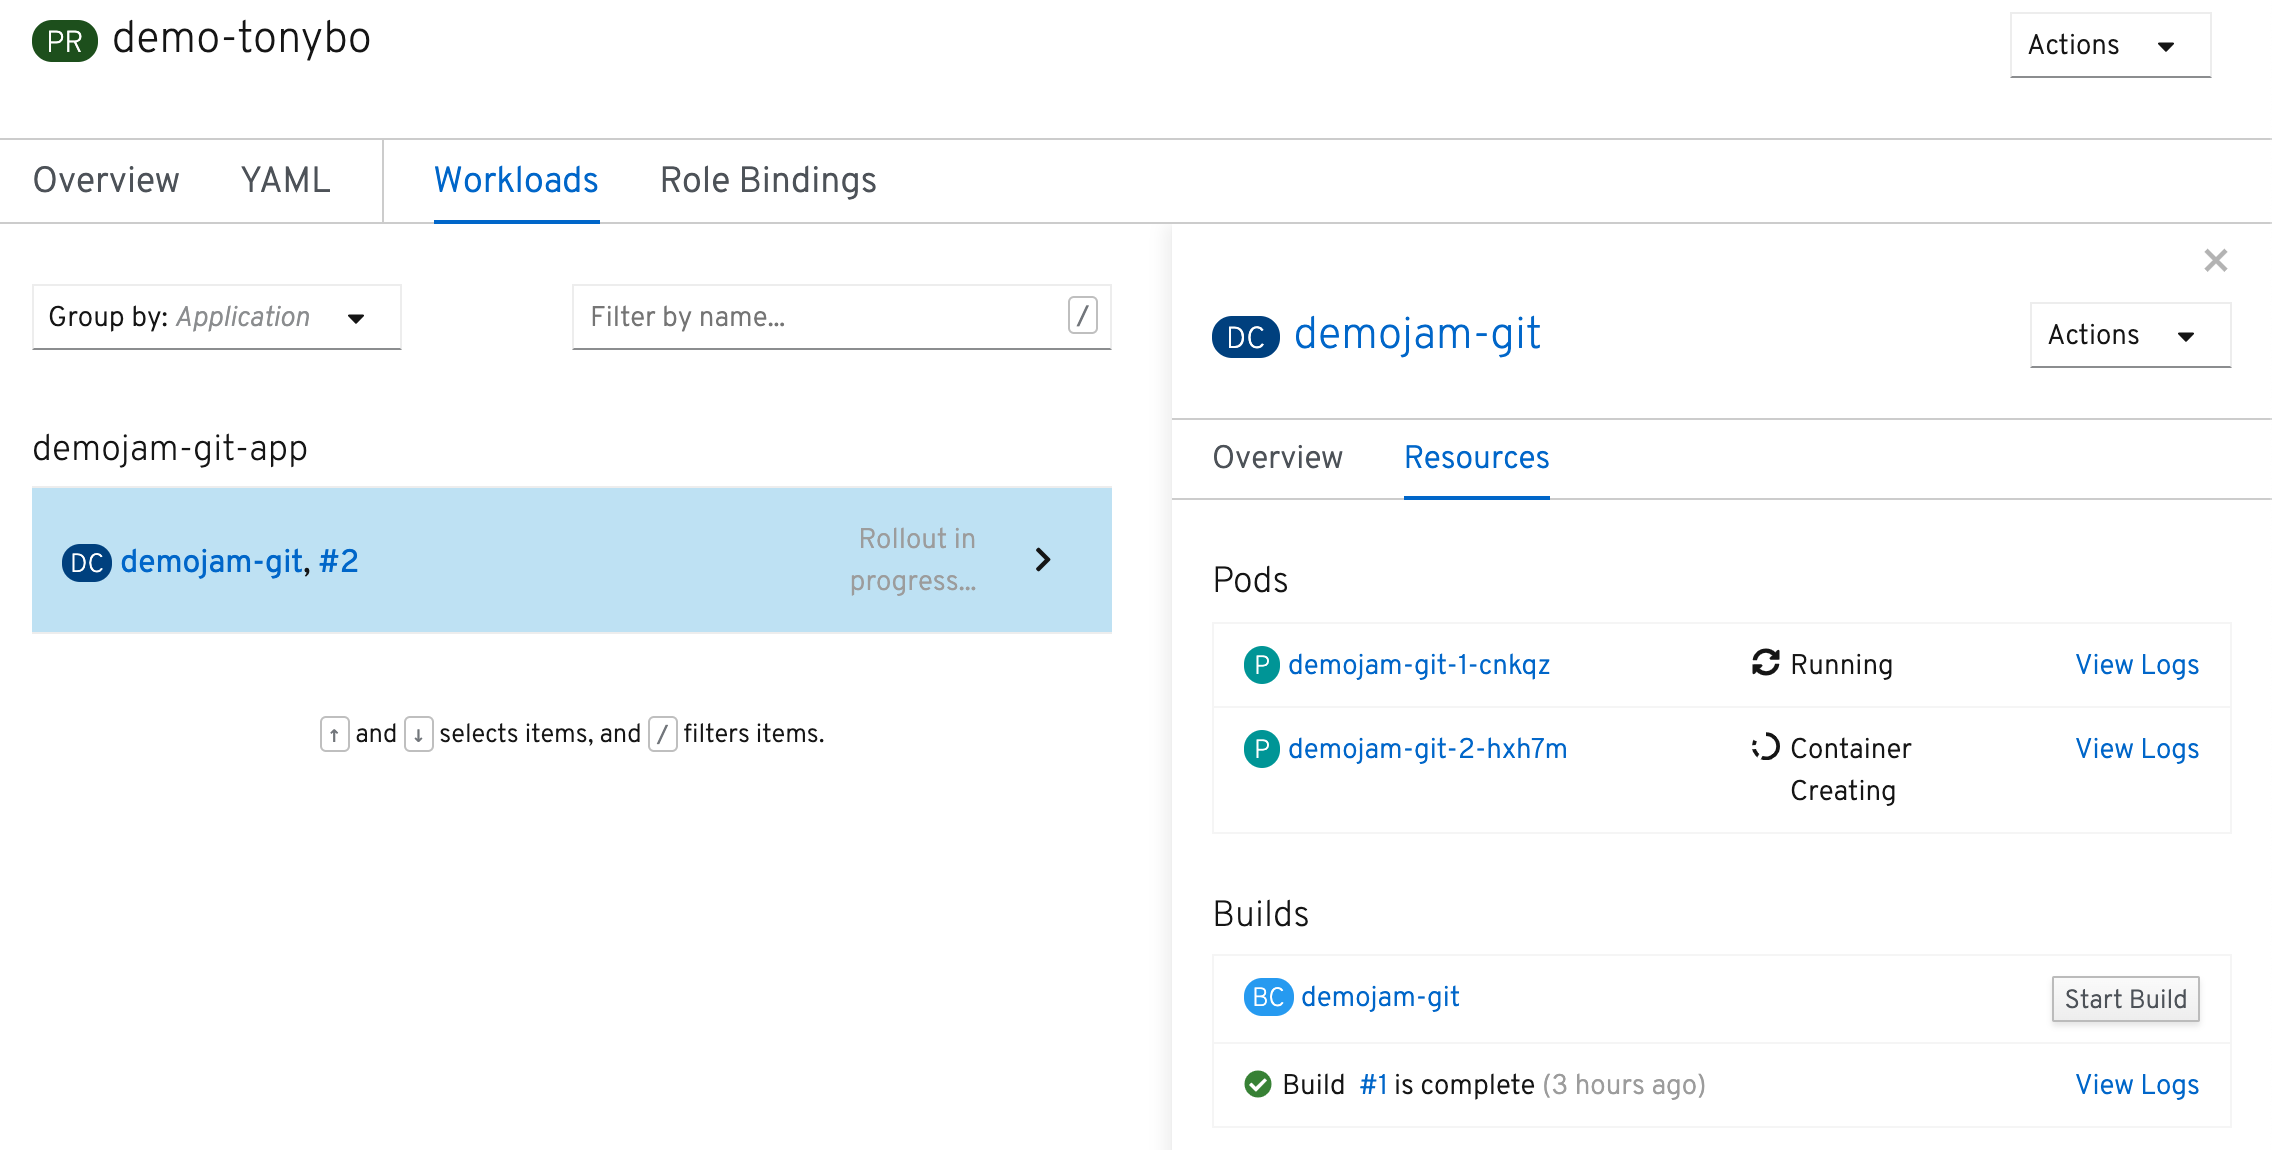 PR demo-tonybo
Actions
Overview YAML Workloads Role Bindings
Group by: Application
Filter by name...
/
demojam-git-app
DC demojam-git, #2
Rollout in
progress...
↑ and ↓ selects items, and / filters items.
DC demojam-git
Actions
Overview Resources
Pods
P demojam-git-1-cnkqz Running View Logs
P demojam-git-2-hxh7m Container View Logs
Creating
Builds
BC demojam-git Start Build
Build #1 is complete (3 hours ago) View Logs